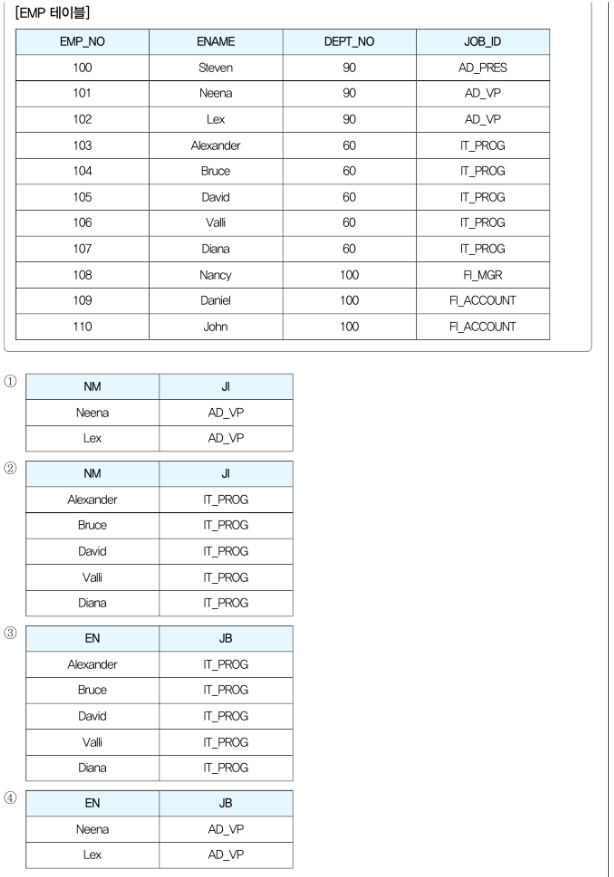 [EMP 테이블]
EMP_NO ENAME DEPT_NO JOB_ID
100 Steven 90 AD_PRES
101 Neena 90 AD_VP
102 Lex 90 AD_VP
103 Alexander 60 IT_PROG
104 Bruce 60 IT_PROG
105 David 60 IT_PROG
106 Valli 60 IT_PROG
107 Diana 60 IT_PROG
108 Nancy 100 FI_MGR
109 Daniel 100 FI_ACCOUNT
110 John 100 FI_ACCOUNT
①
NM JI
Neena AD_VP
Lex AD_VP
②
NM JI
Alexander IT_PROG
Bruce IT_PROG
David IT_PROG
Valli IT_PROG
Diana IT_PROG
③
EN JB
Alexander IT_PROG
Bruce IT_PROG
David IT_PROG
Valli IT_PROG
Diana IT_PROG
④
EN JB
Neena AD_VP
Lex AD_VP